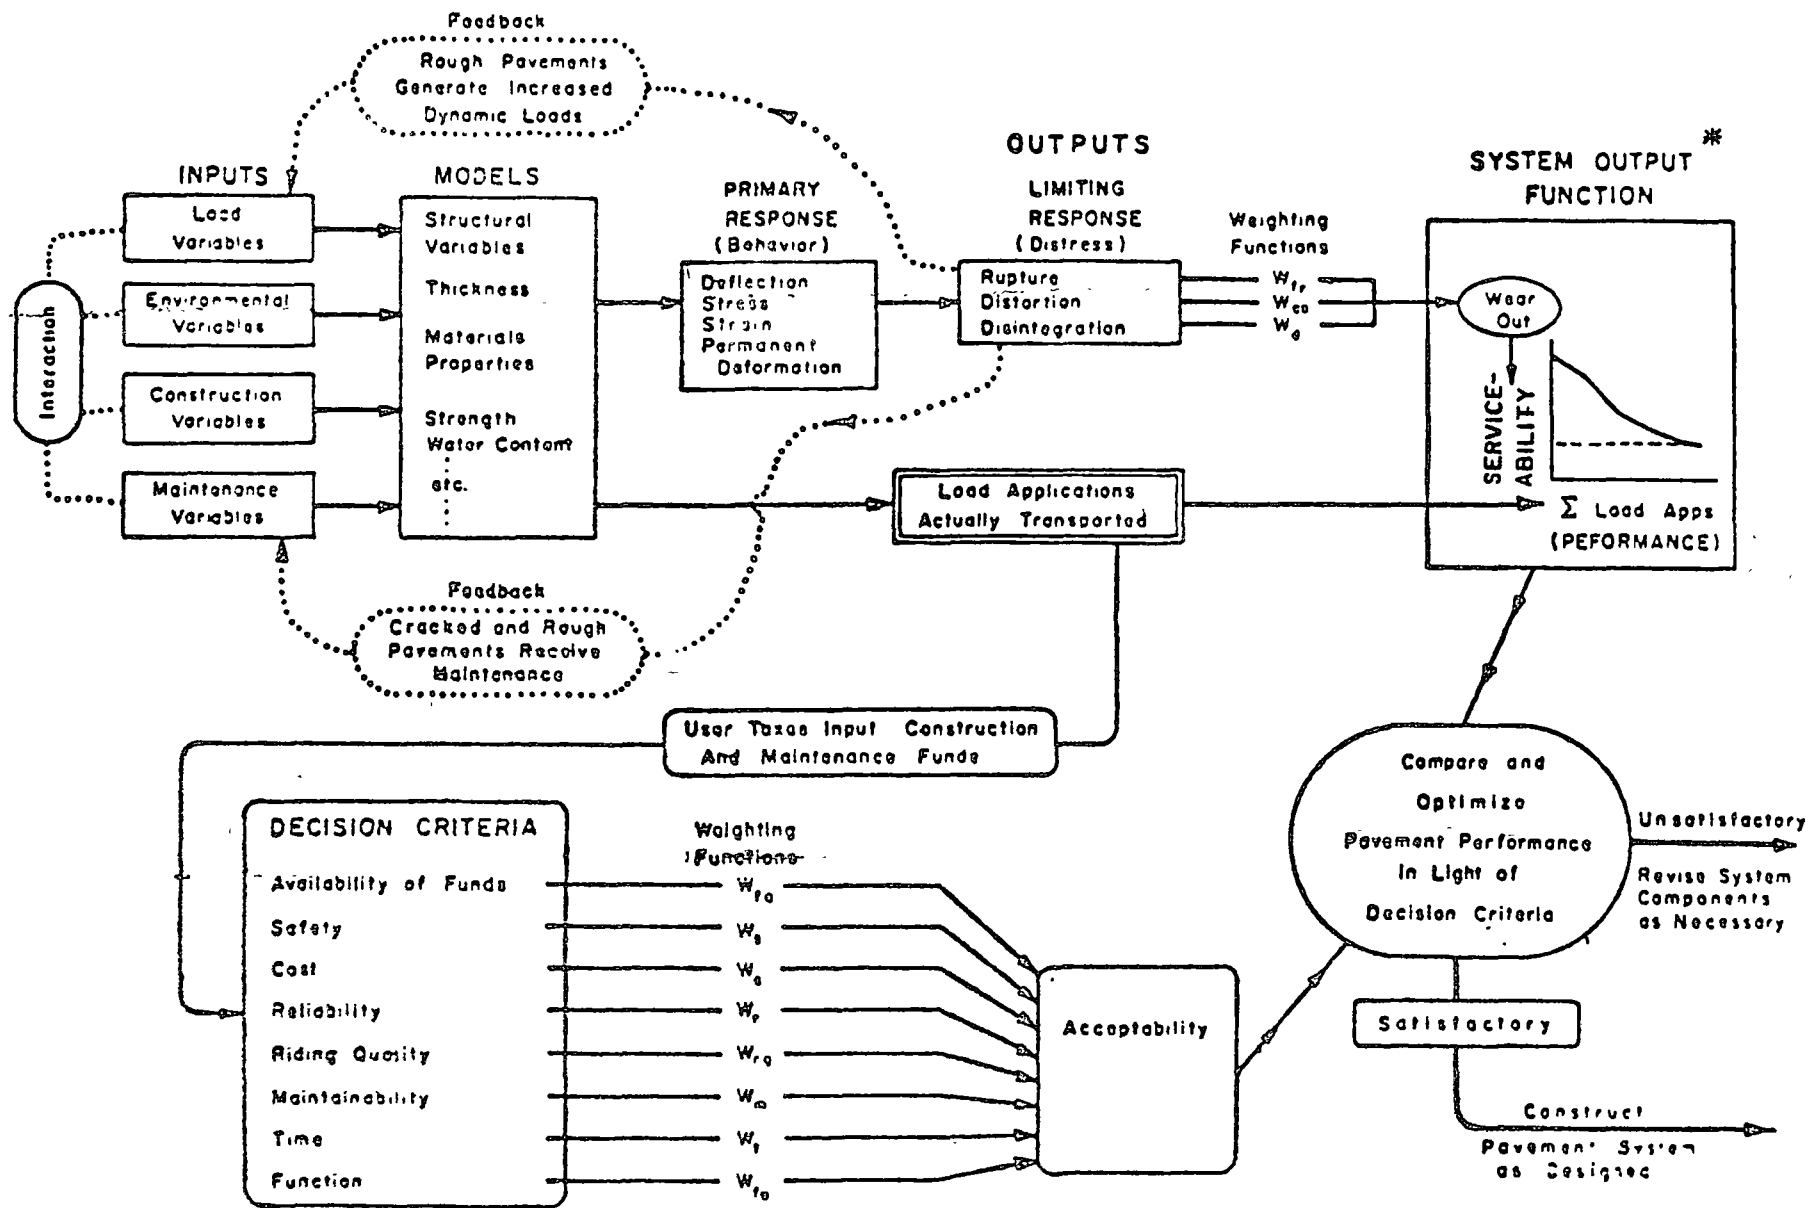 Feedback
Rough Pavements
Generate Increased
Dynamic Loads
INPUTS
Load
Variables
Environmental
Variables
Construction
Variables
Maintenance
Variables
Interaction
MODELS
Structural
Variables
Thickness
Materials
Properties
Strength
Water Content
etc.
OUTPUTS
PRIMARY
RESPONSE
(Behavior)
Deflection
Stress
Strain
Permanent
Deformation
LIMITING
RESPONSE
(Distress)
Rupture
Distortion
Disintegration
Weighting
Functions
SYSTEM OUTPUT *
FUNCTION
Wear
Out
SERVICE-
ABILITY
Σ Load Apps
(PEFORMANCE)
Load Applications
Actually Transported
Feedback
Cracked and Rough
Pavements Receive
Maintenance
User Taxes Input Construction
And Maintenance Funds
DECISION CRITERIA
Availability of Funds
Safety
Cost
Reliability
Riding Quality
Maintainability
Time
Function
Weighting
Functions
Acceptability
Compare and
Optimize
Pavement Performance
in Light of
Decision Criteria
Unsatisfactory
Revise System
Components
as Necessary
Satisfactory
Construct
Pavement System
as Designed